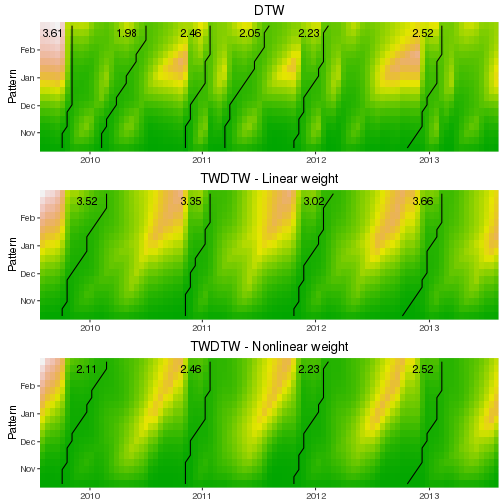 DTW
3.61 1.98 2.46 2.05 2.23 2.52
Feb
Jan
Dec
Nov
Pattern
2010 2011 2012 2013
TWDTW - Linear weight
3.52 3.35 3.02 3.66
Feb
Jan
Dec
Nov
Pattern
2010 2011 2012 2013
TWDTW - Nonlinear weight
2.11 2.46 2.23 2.52
Feb
Jan
Dec
Nov
Pattern
2010 2011 2012 2013